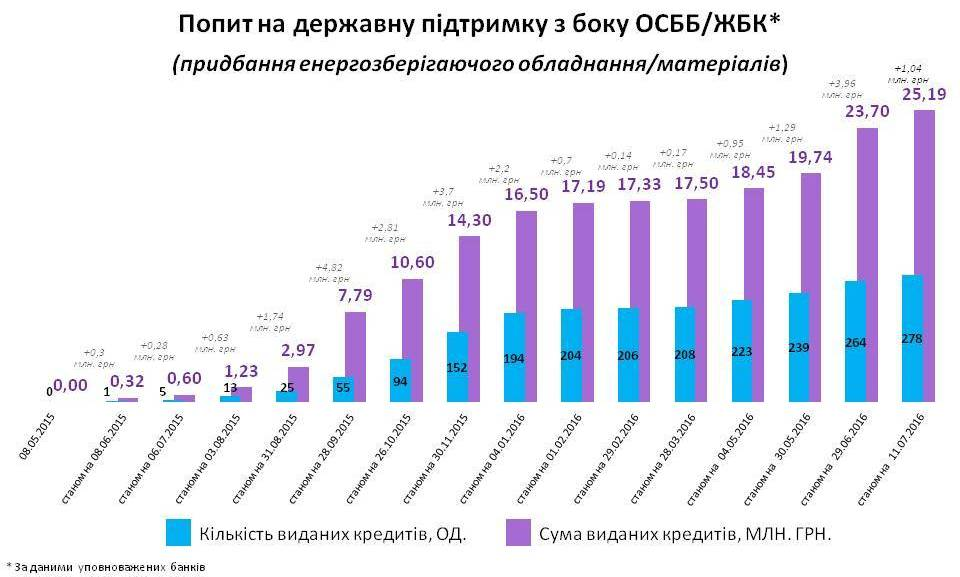 Попит на державну підтримку з боку ОСББ/ЖБК*
(придбання енергозберігаючого обладнання/матеріалів)
+0,3
млн. грн
+0,28
млн. грн
+0,63
млн. грн
+1,74
млн. грн
+4,82
млн. грн
+2,81
млн. грн
+3,7
млн. грн
+2,2
млн. грн
+0,7
млн. грн
+0,14
млн. грн
+0,17
млн. грн
+0,95
млн. грн
+1,29
млн. грн
+3,96
млн. грн
+1,04
млн. грн
0,00
0,32
0,60
1,23
2,97
7,79
10,60
14,30
16,50
17,19
17,33
17,50
18,45
19,74
23,70
25,19
0
1
5
13
25
55
94
152
194
204
206
208
223
239
264
278
08.05.2015
станом на 08.06.2015
станом на 06.07.2015
станом на 03.08.2015
станом на 31.08.2015
станом на 28.09.2015
станом на 26.10.2015
станом на 30.11.2015
станом на 04.01.2016
станом на 01.02.2016
станом на 29.02.2016
станом на 28.03.2016
станом на 04.05.2016
станом на 30.05.2016
станом на 29.06.2016
станом на 11.07.2016
Кількість виданих кредитів, ОД.
Сума виданих кредитів, МЛН. ГРН.
* За даними уповноважених банків